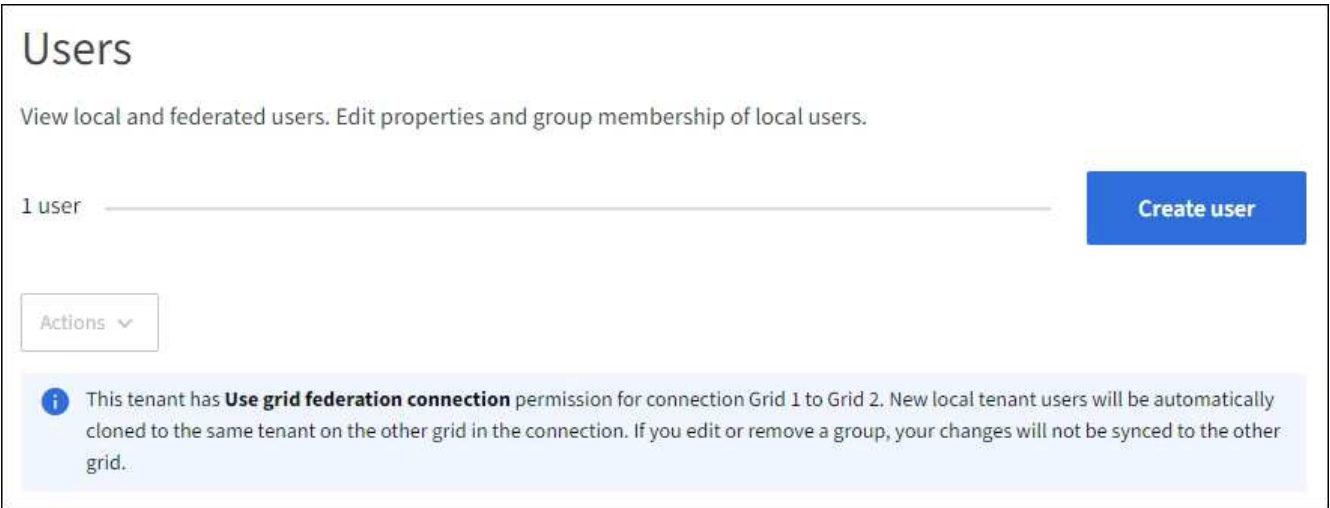 Users
View local and federated users. Edit properties and group membership of local users.
1 user
Create user
Actions
This tenant has Use grid federation connection permission for connection Grid 1 to Grid 2. New local tenant users will be automatically
cloned to the same tenant on the other grid in the connection. If you edit or remove a group, your changes will not be synced to the other
grid.